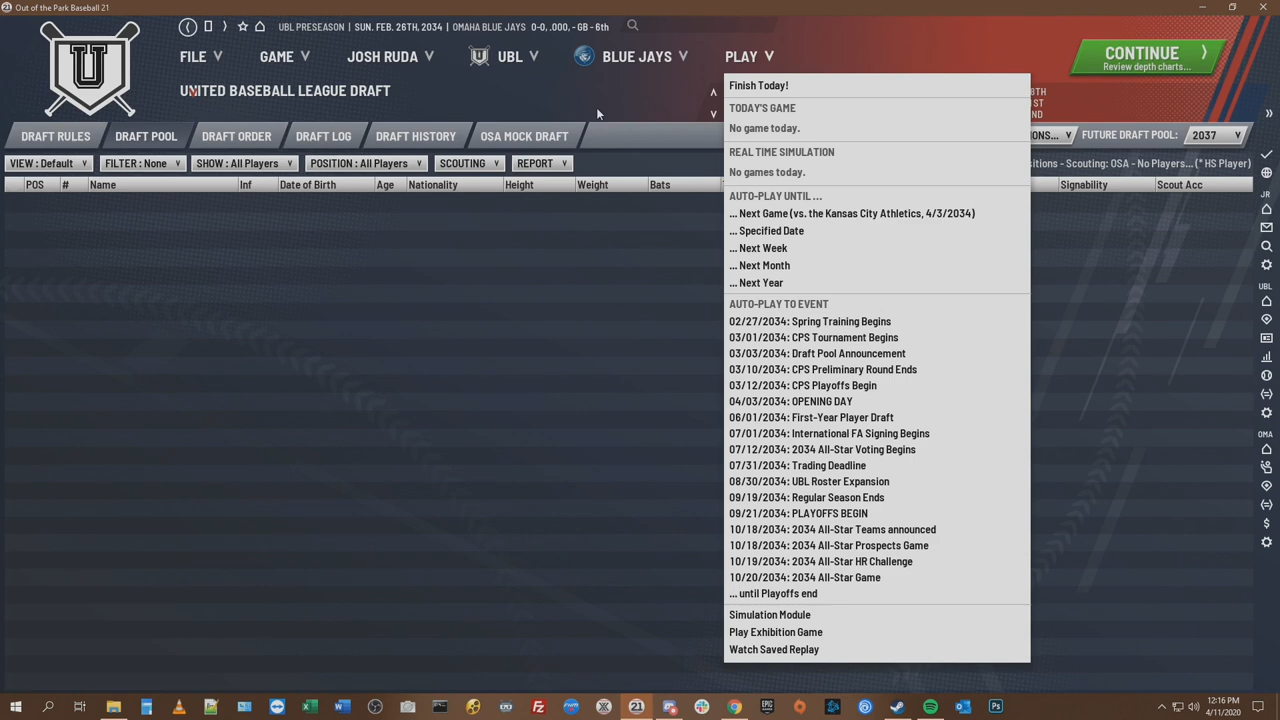 Out of the Park Baseball 21
UBL PRESEASON | SUN. FEB. 26TH, 2034 | OMAHA BLUE JAYS 0-0, .000, - GB - 6th
FILE GAME JOSH RUDA UBL BLUE JAYS PLAY
CONTINUE
Review depth charts...
U
UNITED BASEBALL LEAGUE DRAFT
DRAFT RULES DRAFT POOL DRAFT ORDER DRAFT LOG DRAFT HISTORY OSA MOCK DRAFT
FUTURE DRAFT POOL: 2037
VIEW : Default FILTER : None SHOW : All Players POSITION : All Players SCOUTING REPORT
- Scouting: OSA - No Players... (* HS Player)
POS # Name Inf Date of Birth Age Nationality Height Weight Bats Signability Scout Acc
Finish Today!
TODAY'S GAME
No game today.
REAL TIME SIMULATION
No games today.
AUTO-PLAY UNTIL ...
... Next Game (vs. the Kansas City Athletics, 4/3/2034)
... Specified Date
... Next Week
... Next Month
... Next Year
AUTO-PLAY TO EVENT
02/27/2034: Spring Training Begins
03/01/2034: CPS Tournament Begins
03/03/2034: Draft Pool Announcement
03/10/2034: CPS Preliminary Round Ends
03/12/2034: CPS Playoffs Begin
04/03/2034: OPENING DAY
06/01/2034: First-Year Player Draft
07/01/2034: International FA Signing Begins
07/12/2034: 2034 All-Star Voting Begins
07/31/2034: Trading Deadline
08/30/2034: UBL Roster Expansion
09/19/2034: Regular Season Ends
09/21/2034: PLAYOFFS BEGIN
10/18/2034: 2034 All-Star Teams announced
10/18/2034: 2034 All-Star Prospects Game
10/19/2034: 2034 All-Star HR Challenge
10/20/2034: 2034 All-Star Game
... until Playoffs end
Simulation Module
Play Exhibition Game
Watch Saved Replay
JR
UBL
OMA
21
12:16 PM
4/11/2020